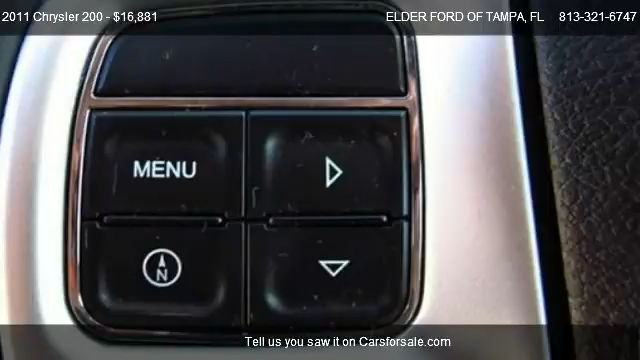 2011 Chrysler 200 - $16,881 ELDER FORD OF TAMPA, FL 813-321-6747
MENU
N
Tell us you saw it on Carsforsale.com